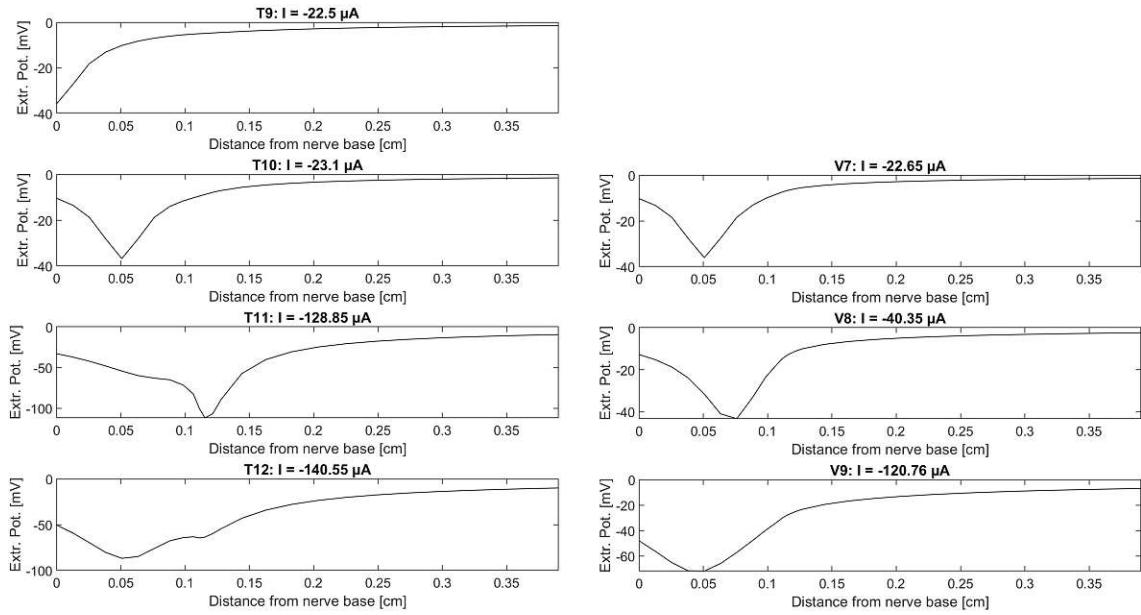 T9: I = -22.5 µA
Extr. Pot. [mV]
0
-20
-40
0 0.05 0.1 0.15 0.2 0.25 0.3 0.35
Distance from nerve base [cm]
T10: I = -23.1 µA
Extr. Pot. [mV]
0
-20
-40
0 0.05 0.1 0.15 0.2 0.25 0.3 0.35
Distance from nerve base [cm]
V7: I = -22.65 µA
Extr. Pot. [mV]
0
-20
-40
0 0.05 0.1 0.15 0.2 0.25 0.3 0.35
Distance from nerve base [cm]
T11: I = -128.85 µA
Extr. Pot. [mV]
0
-50
-100
0 0.05 0.1 0.15 0.2 0.25 0.3 0.35
Distance from nerve base [cm]
V8: I = -40.35 µA
Extr. Pot. [mV]
0
-20
-40
0 0.05 0.1 0.15 0.2 0.25 0.3 0.35
Distance from nerve base [cm]
T12: I = -140.55 µA
Extr. Pot. [mV]
0
-50
-100
0 0.05 0.1 0.15 0.2 0.25 0.3 0.35
Distance from nerve base [cm]
V9: I = -120.76 µA
Extr. Pot. [mV]
0
-20
-40
-60
0 0.05 0.1 0.15 0.2 0.25 0.3 0.35
Distance from nerve base [cm]